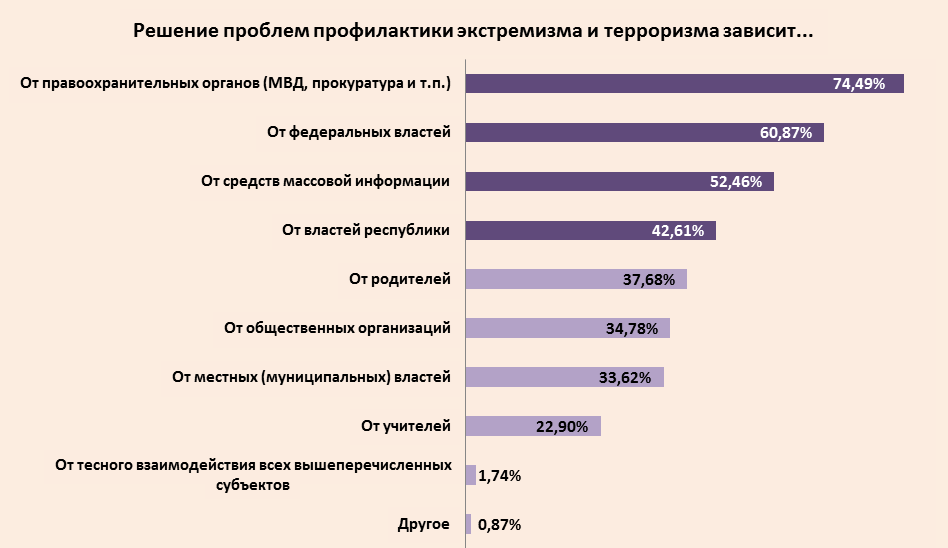 Решение проблем профилактики экстремизма и терроризма зависит...
От правоохранительных органов (МВД, прокуратура и т.п.) 74,49%
От федеральных властей 60,87%
От средств массовой информации 52,46%
От властей республики 42,61%
От родителей 37,68%
От общественных организаций 34,78%
От местных (муниципальных) властей 33,62%
От учителей 22,90%
От тесного взаимодействия всех вышеперечисленных
субъектов 1,74%
Другое 0,87%